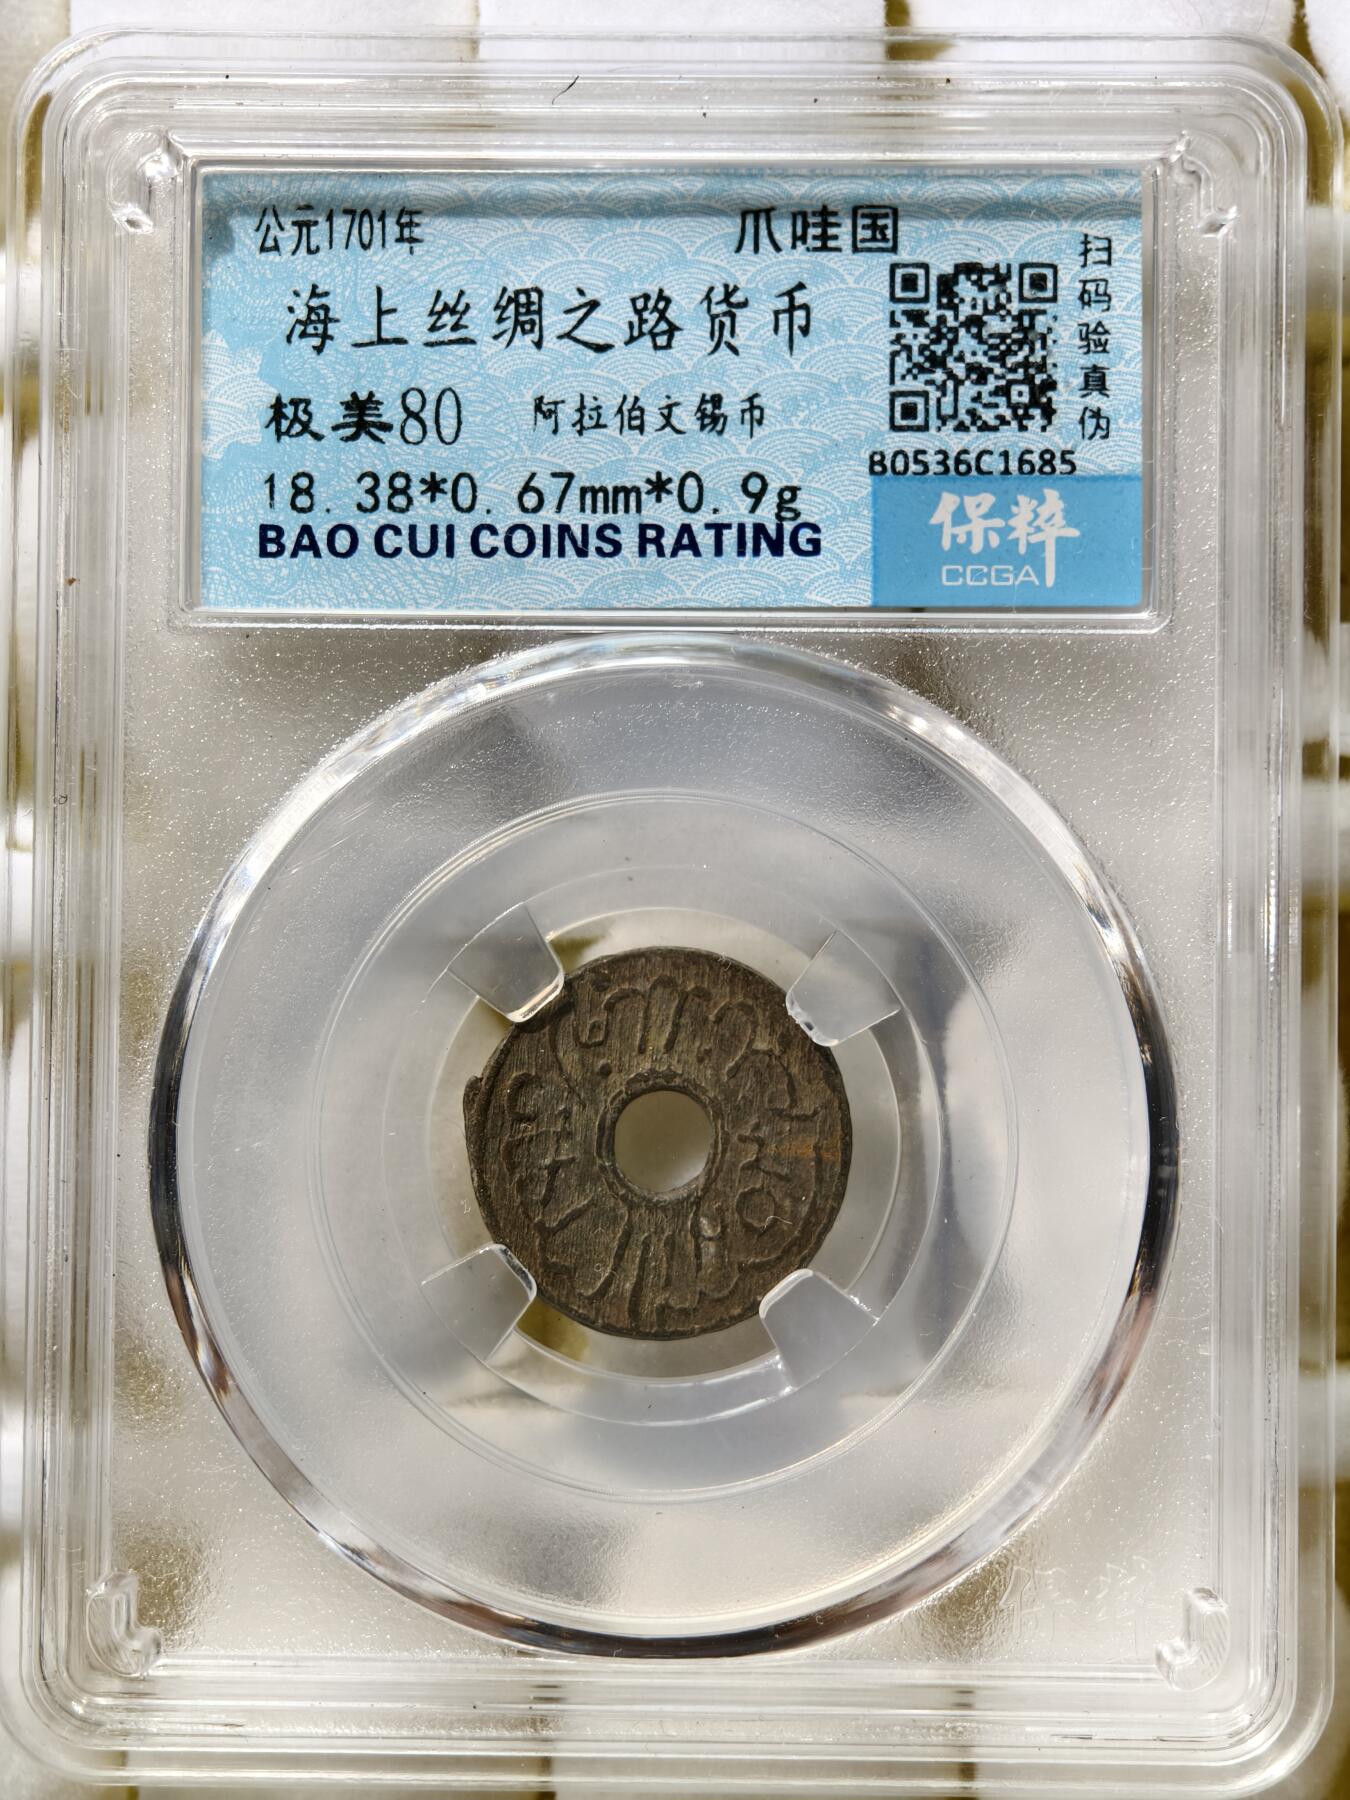 公元1701年 爪哇国
海上丝绸之路货币
极美80 阿拉伯文锡币
18.38*0.67mm*0.9g
BAO CUI COINS RATING
扫码验真伪
B0536C1685
保粹
CCGA